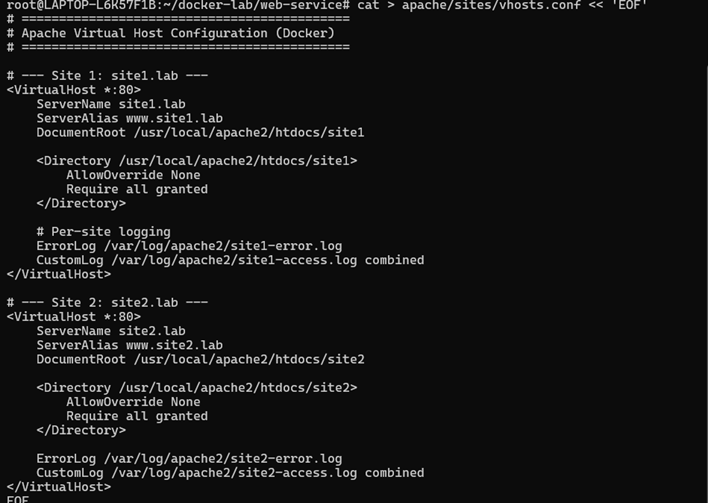 root@LAPTOP-L6K57F1B:~/docker-lab/web-service# cat > apache/sites/vhosts.conf << 'EOF'
# ============================================
# Apache Virtual Host Configuration (Docker)
# ============================================

# --- Site 1: site1.lab ---
<VirtualHost *:80>
    ServerName site1.lab
    ServerAlias www.site1.lab
    DocumentRoot /usr/local/apache2/htdocs/site1

    <Directory /usr/local/apache2/htdocs/site1>
        AllowOverride None
        Require all granted
    </Directory>

    # Per-site logging
    ErrorLog /var/log/apache2/site1-error.log
    CustomLog /var/log/apache2/site1-access.log combined
</VirtualHost>

# --- Site 2: site2.lab ---
<VirtualHost *:80>
    ServerName site2.lab
    ServerAlias www.site2.lab
    DocumentRoot /usr/local/apache2/htdocs/site2

    <Directory /usr/local/apache2/htdocs/site2>
        AllowOverride None
        Require all granted
    </Directory>

    ErrorLog /var/log/apache2/site2-error.log
    CustomLog /var/log/apache2/site2-access.log combined
</VirtualHost>
EOF